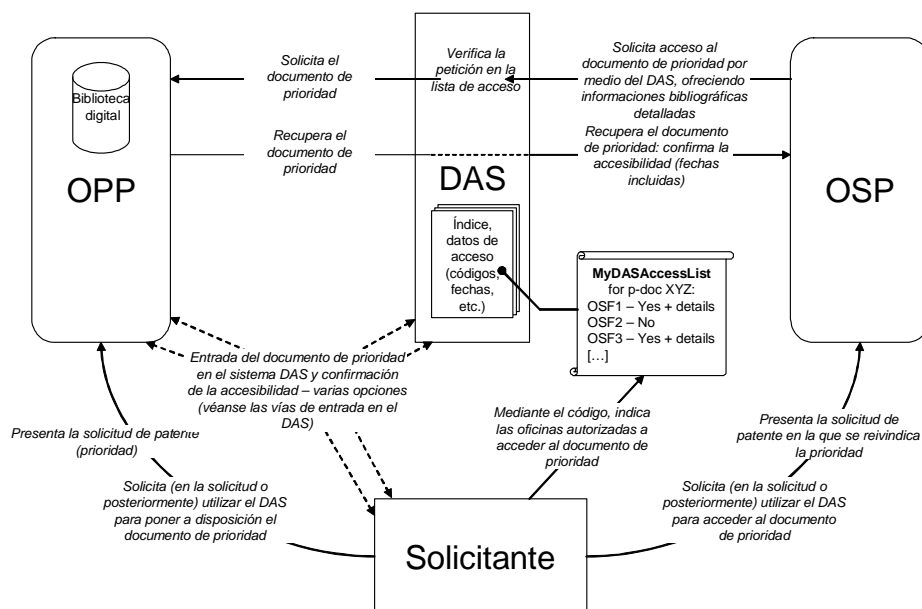 Solicita el
documento de
prioridad
Verifica la
petición en la
lista de acceso
Solicita acceso al
documento de prioridad por
medio del DAS, ofreciendo
informaciones bibliográficas
detalladas
Biblioteca
digital
OPP
Recupera el
documento de
prioridad
DAS
Recupera el documento
de prioridad: confirma la
accesibilidad (fechas
incluidas)
OSP
Índice,
datos de
acceso
(códigos,
fechas,
etc.)
MyDASAccessList
for p-doc XYZ:
OSF1 – Yes + details
OSF2 – No
OSF3 – Yes + details
[…]
Entrada del documento de prioridad
en el sistema DAS y confirmación
de la accesibilidad – varias opciones
(véanse las vías de entrada en el
DAS)
Presenta la solicitud de patente
(prioridad)
Mediante el código, indica
las oficinas autorizadas a
acceder al documento de
prioridad
Presenta la solicitud de
patente en la que se reivindica
la prioridad
Solicita (en la solicitud o
posteriormente) utilizar el DAS
para poner a disposición el
documento de prioridad
Solicitante
Solicita (en la solicitud o
posteriormente) utilizar el DAS
para acceder al documento
de prioridad